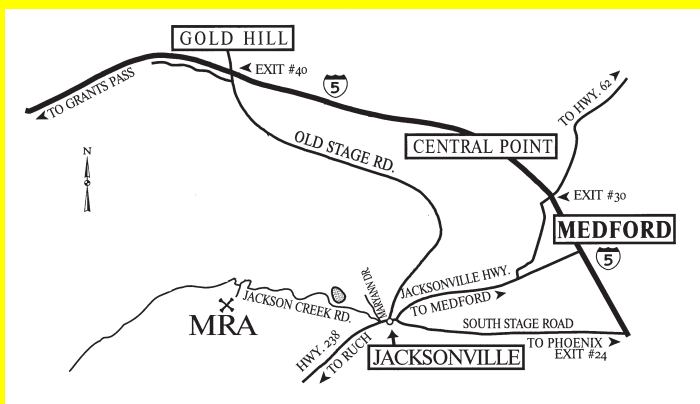 GOLD HILL
EXIT #40
5
TO GRANTS PASS
TO HWY. 62
OLD STAGE RD.
CENTRAL POINT
N
EXIT #30
MEDFORD
5
JACKSONVILLE HWY.
TO MEDFORD
MARYANN DR.
JACKSON CREEK RD.
MRA
SOUTH STAGE ROAD
HWY. 238
TO RUCH
JACKSONVILLE
TO PHOENIX
EXIT #24